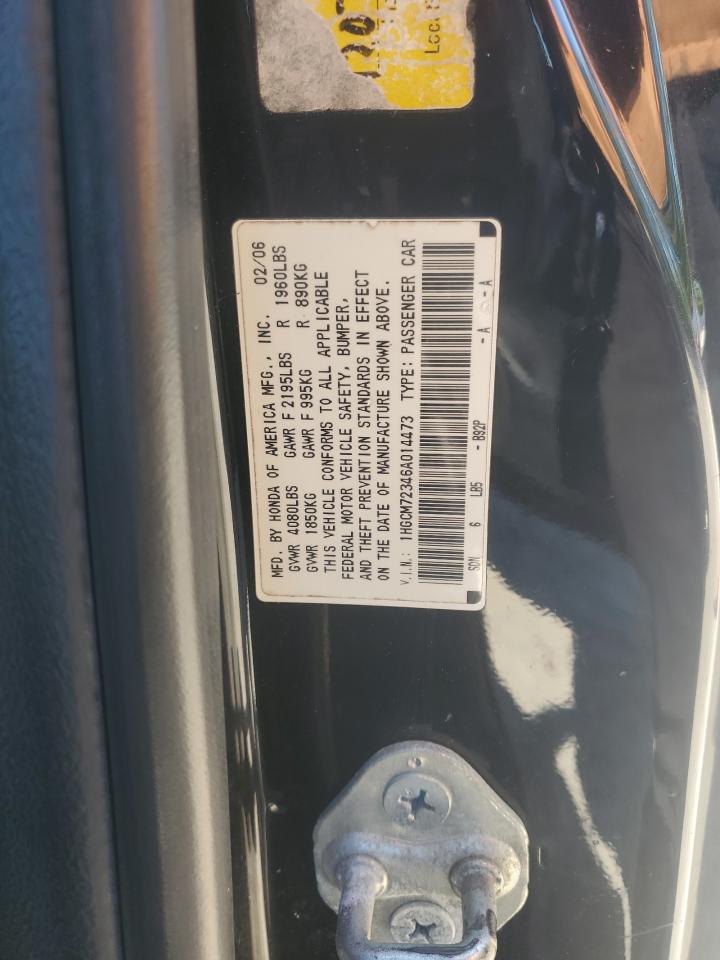 MFD. BY HONDA OF AMERICA MFG., INC. 02/06
GVWR 4080LBS GAWR F 2195LBS R 1960LBS
GVWR 1850KG GAWR F 995KG R 890KG
THIS VEHICLE CONFORMS TO ALL APPLICABLE
FEDERAL MOTOR VEHICLE SAFETY, BUMPER,
AND THEFT PREVENTION STANDARDS IN EFFECT
ON THE DATE OF MANUFACTURE SHOWN ABOVE.
V.I.N.: 1HGCM72346A014473 TYPE: PASSENGER CAR
SDN 6 LB5 - B92P - A - A